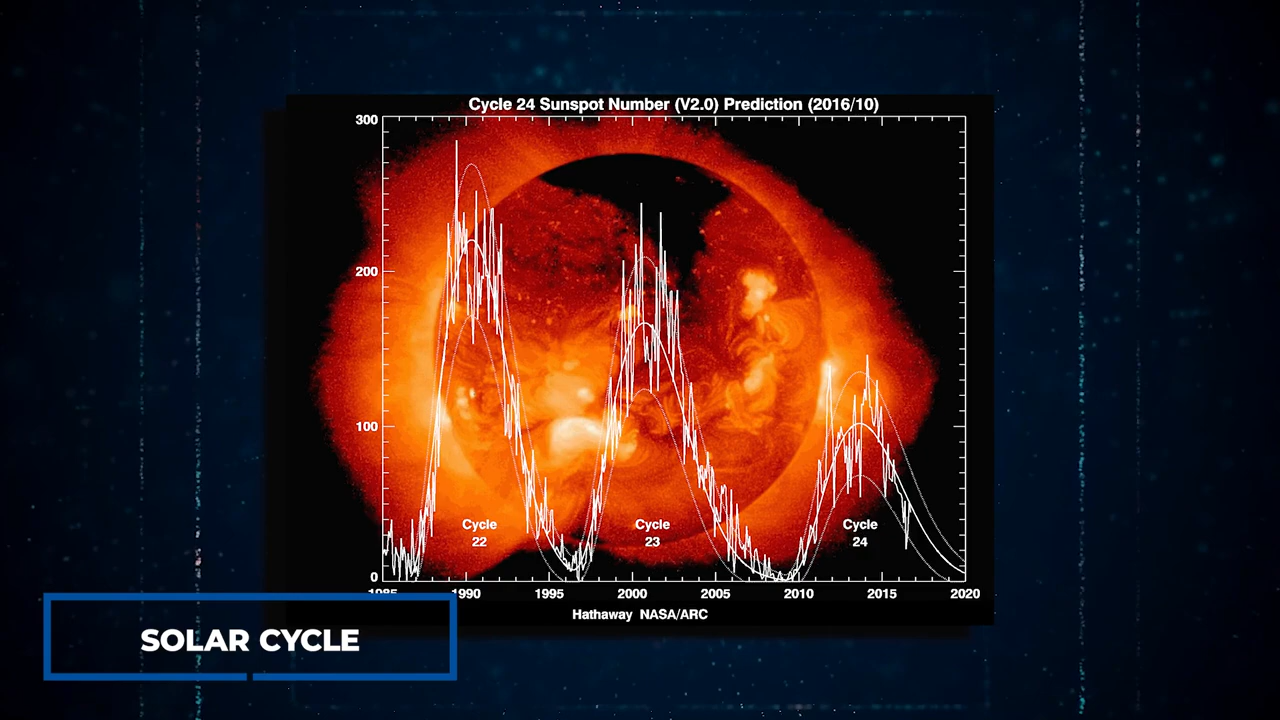 Cycle 24 Sunspot Number (V2.0) Prediction (2016/10)
300
200
100
0
Cycle
22
Cycle
23
Cycle
24
1985 1990 1995 2000 2005 2010 2015 2020
Hathaway NASA/ARC
SOLAR CYCLE